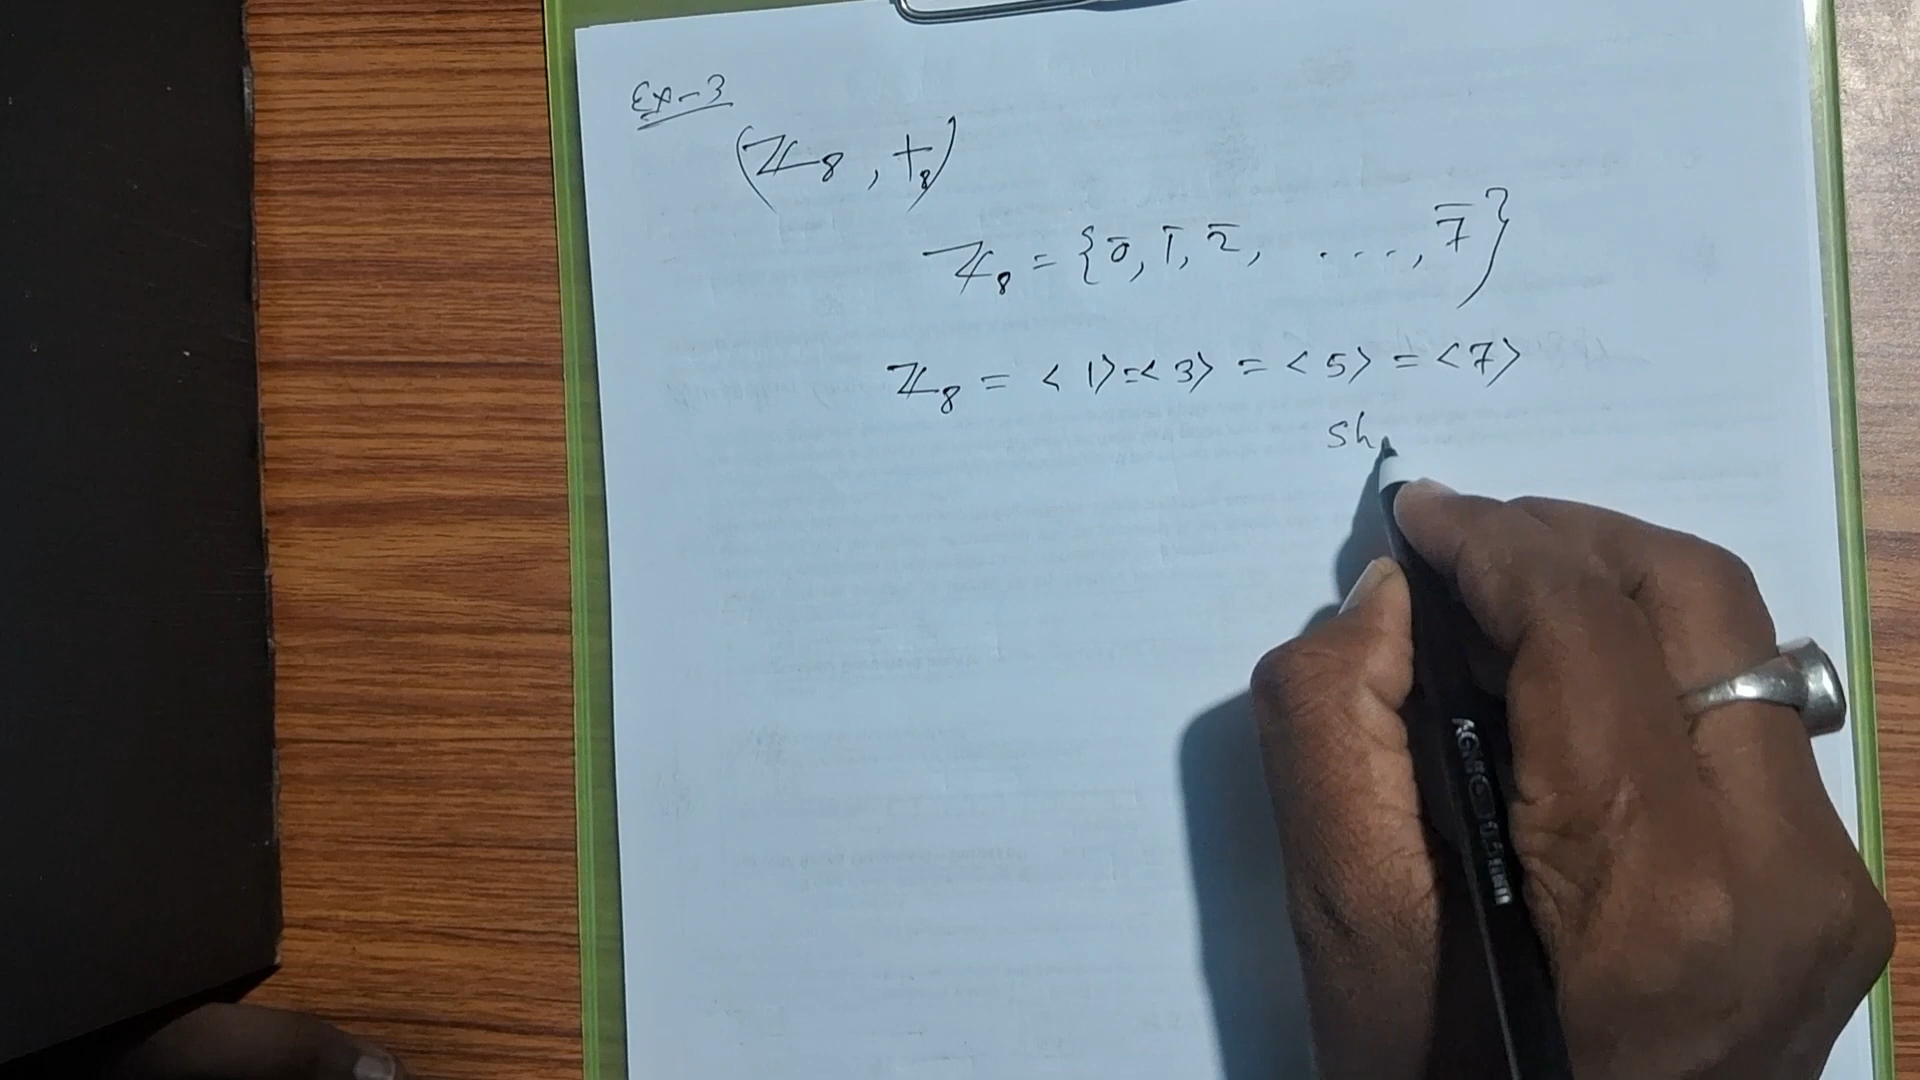 Ex-3
(ℤ₈, +₈)
ℤ₈ = {0̄, 1̄, 2̄, ...., 7̄}
ℤ₈ = <1>=<3> = <5> = <7>
sh